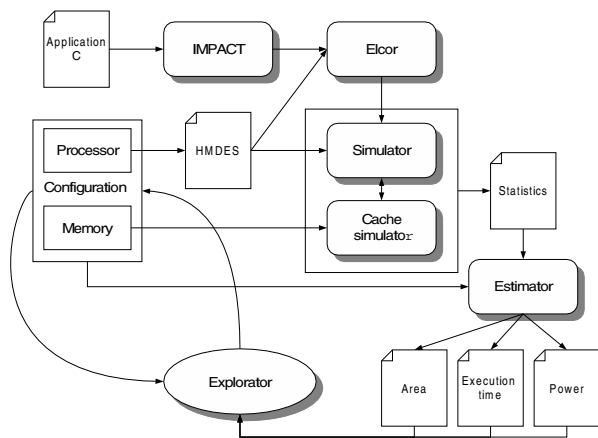 Application
C
IMPACT
Elcor
Processor
Configuration
Memory
HMDES
Simulator
Cache
simulator
Statistics
Estimator
Explorator
Area
Execution
time
Power